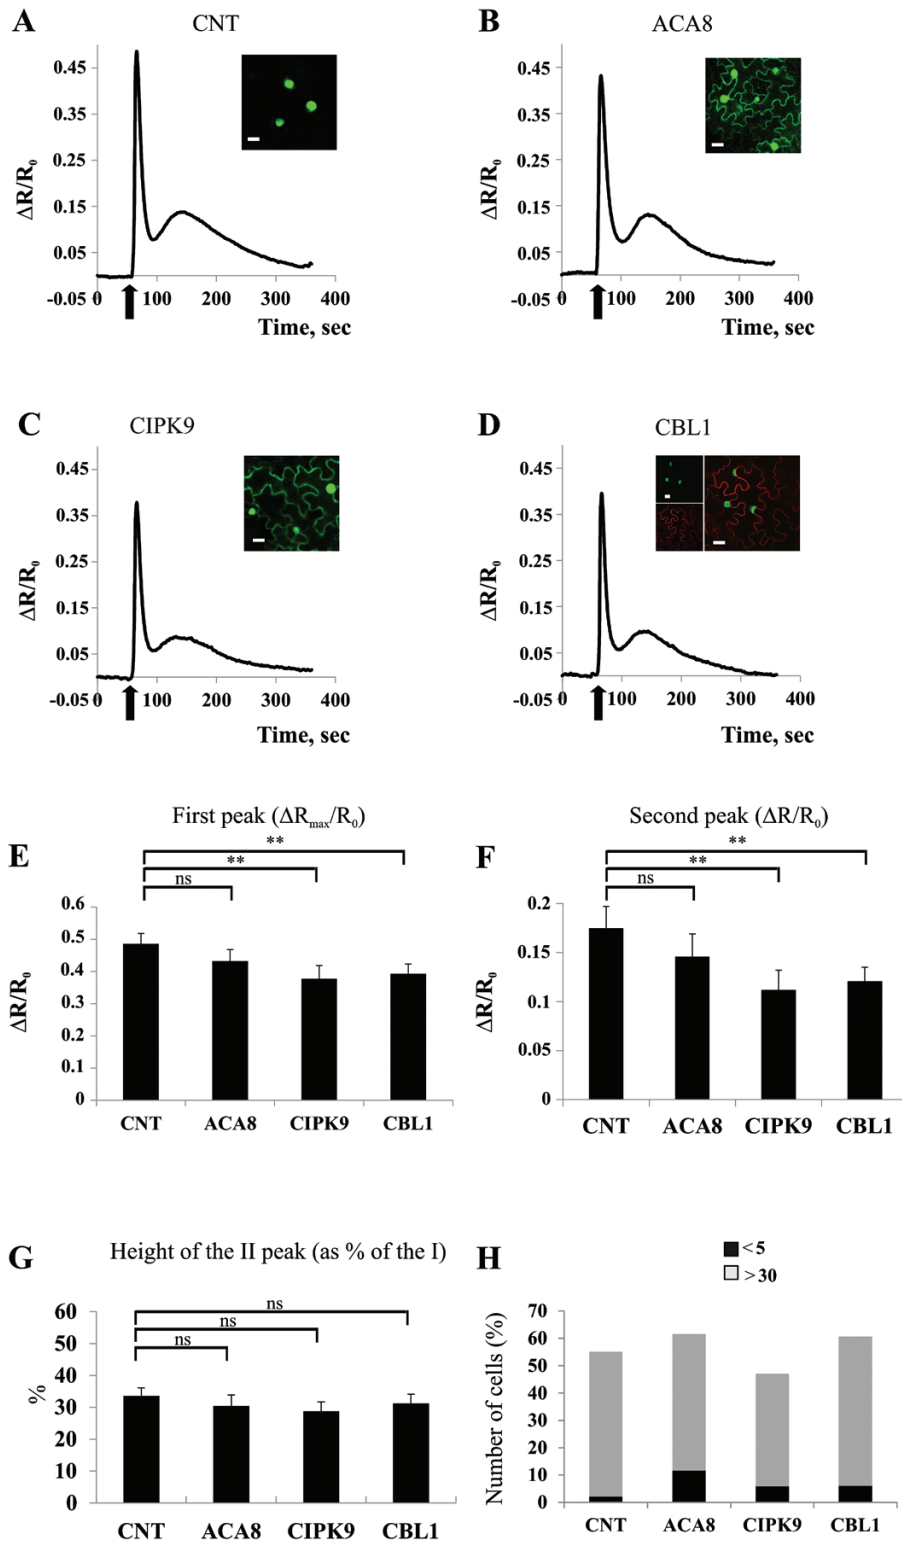 A CNT
0.45
0.35
0.25
0.15
0.05
-0.05
0 100 200 300 400
ΔR/R0
Time, sec
B ACA8
0.45
0.35
0.25
0.15
0.05
-0.05
0 100 200 300 400
ΔR/R0
Time, sec
C CIPK9
0.45
0.35
0.25
0.15
0.05
-0.05
0 100 200 300 400
ΔR/R0
Time, sec
D CBL1
0.45
0.35
0.25
0.15
0.05
-0.05
0 100 200 300 400
ΔR/R0
Time, sec
E First peak (ΔRmax/R0)
**
**
ns
0.6
0.5
0.4
0.3
0.2
0.1
0
ΔR/R0
CNT ACA8 CIPK9 CBL1
F Second peak (ΔR/R0)
**
**
ns
0.2
0.15
0.1
0.05
0
ΔR/R0
CNT ACA8 CIPK9 CBL1
G Height of the II peak (as % of the I)
ns
ns
ns
60
50
40
30
20
10
0
%
CNT ACA8 CIPK9 CBL1
H
<5
>30
70
60
50
40
30
20
10
0
Number of cells (%)
CNT ACA8 CIPK9 CBL1